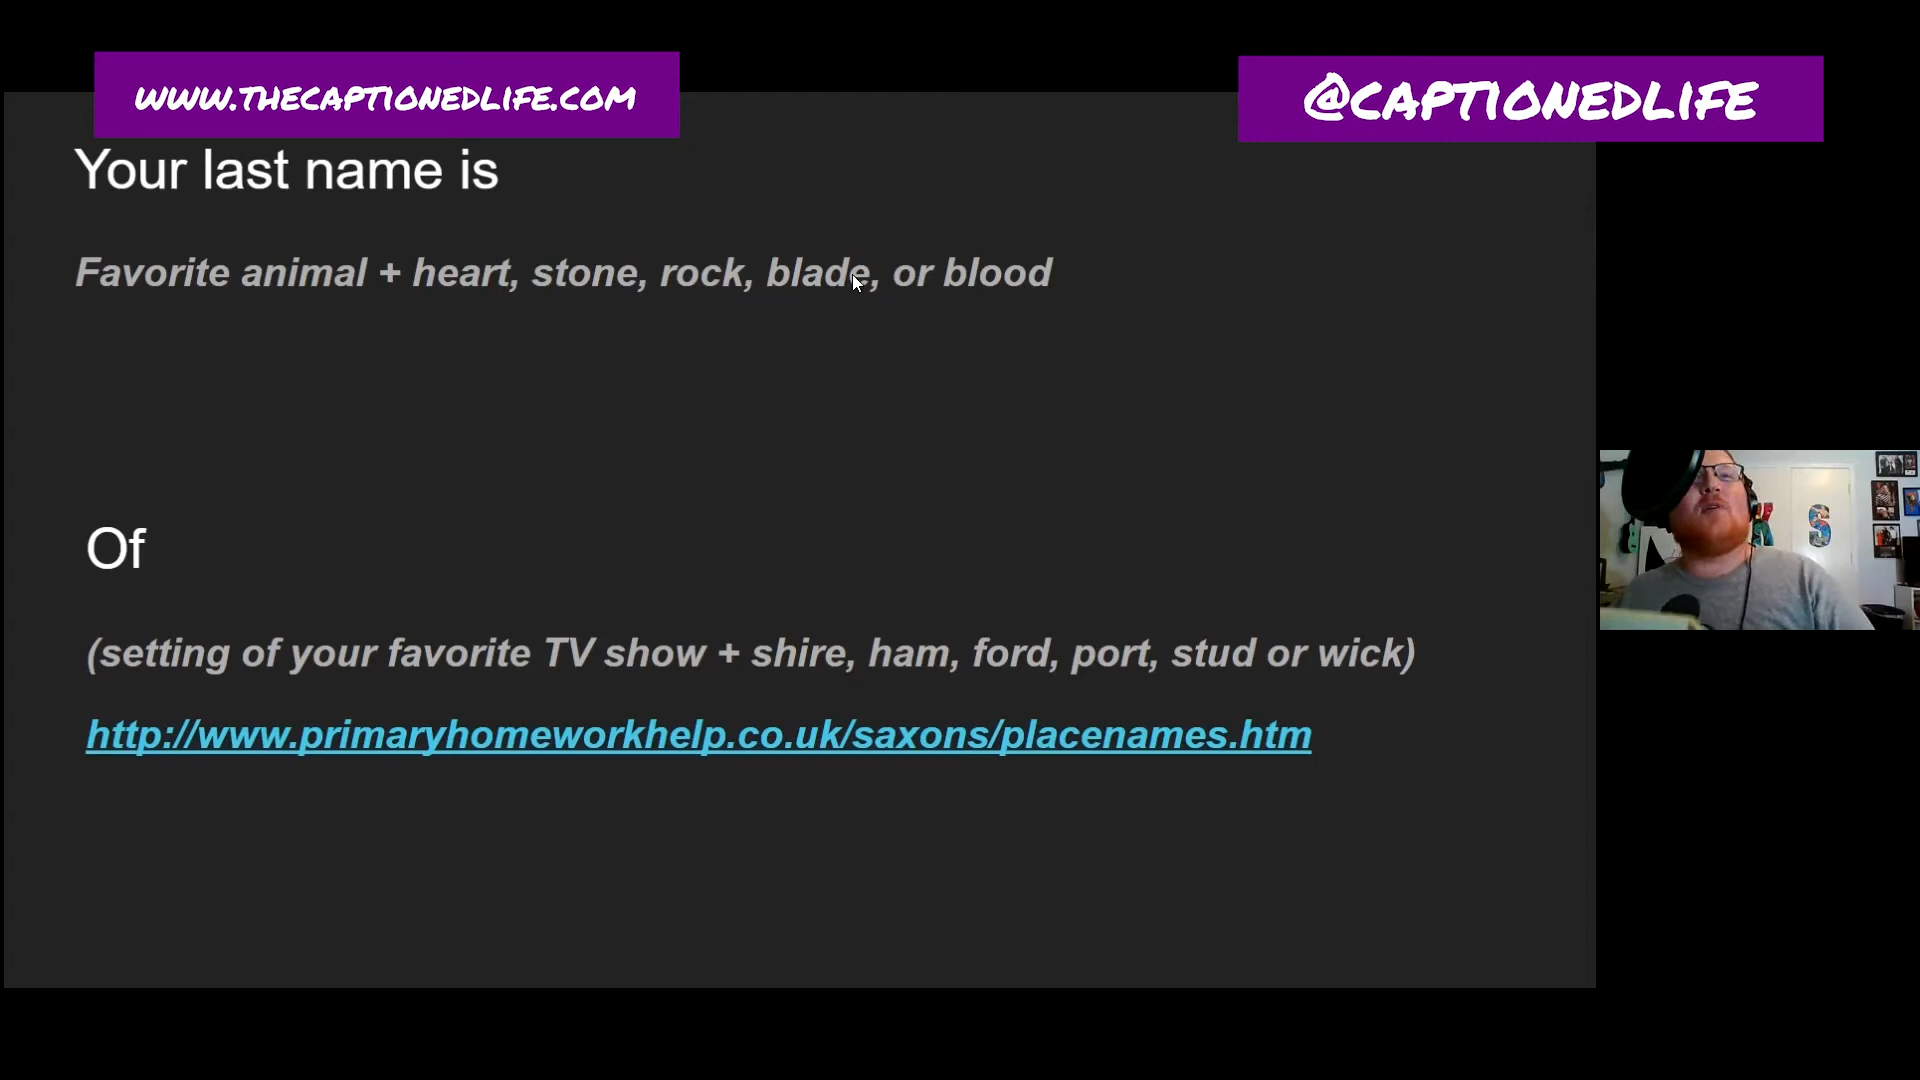 www.thecaptionedlife.com
@captionedlife
Your last name is
Favorite animal + heart, stone, rock, blade, or blood
Of
(setting of your favorite TV show + shire, ham, ford, port, stud or wick)
http://www.primaryhomeworkhelp.co.uk/saxons/placenames.htm
S